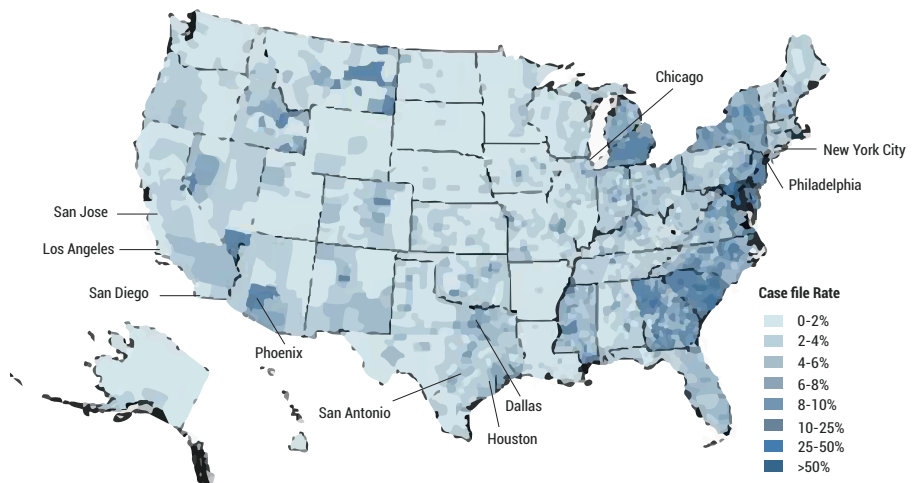 Chicago
New York City
Philadelphia
San Jose
Los Angeles
San Diego
Phoenix
San Antonio
Dallas
Houston
Case file Rate
0-2%
2-4%
4-6%
6-8%
8-10%
10-25%
25-50%
>50%